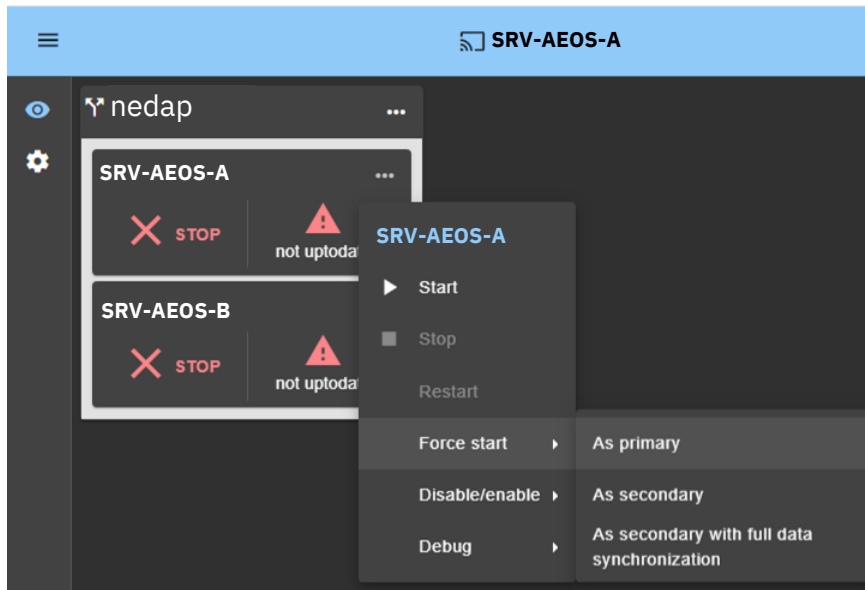 SRV-AEOS-A
nedap
SRV-AEOS-A
STOP
not uptodat
SRV-AEOS-B
STOP
not uptodat
SRV-AEOS-A
Start
Stop
Restart
Force start
As primary
As secondary
As secondary with full data
synchronization
Disable/enable
Debug